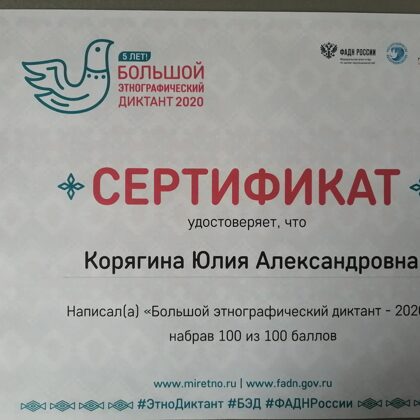 5 ЛЕТ!
БОЛЬШОЙ
ЭТНОГРАФИЧЕСКИЙ
ДИКТАНТ 2020
ФАДН РОССИИ
СЕРТИФИКАТ
удостоверяет, что
Корягина Юлия Александровна
Написал(а) «Большой этнографический диктант - 202
набрав 100 из 100 баллов
www.miretno.ru | www.fadn.gov.ru
#ЭтноДиктант #БЭД #ФАДНРоссии